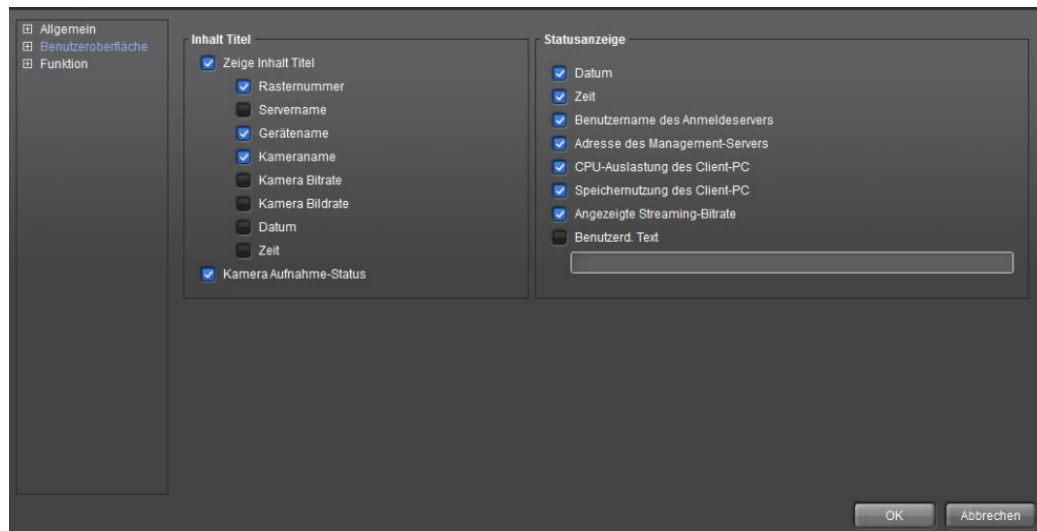 Allgemein
Benutzeroberfläche
Funktion
Inhalt Titel
Zeige Inhalt Titel
Rasternummer
Servername
Gerätename
Kameraname
Kamera Bitrate
Kamera Bildrate
Datum
Zeit
Kamera Aufnahme-Status
Statusanzeige
Datum
Zeit
Benutzername des Anmeldeservers
Adresse des Management-Servers
CPU-Auslastung des Client-PC
Speichernutzung des Client-PC
Angezeigte Streaming-Bitrate
Benutzerd. Text
OK
Abbrechen